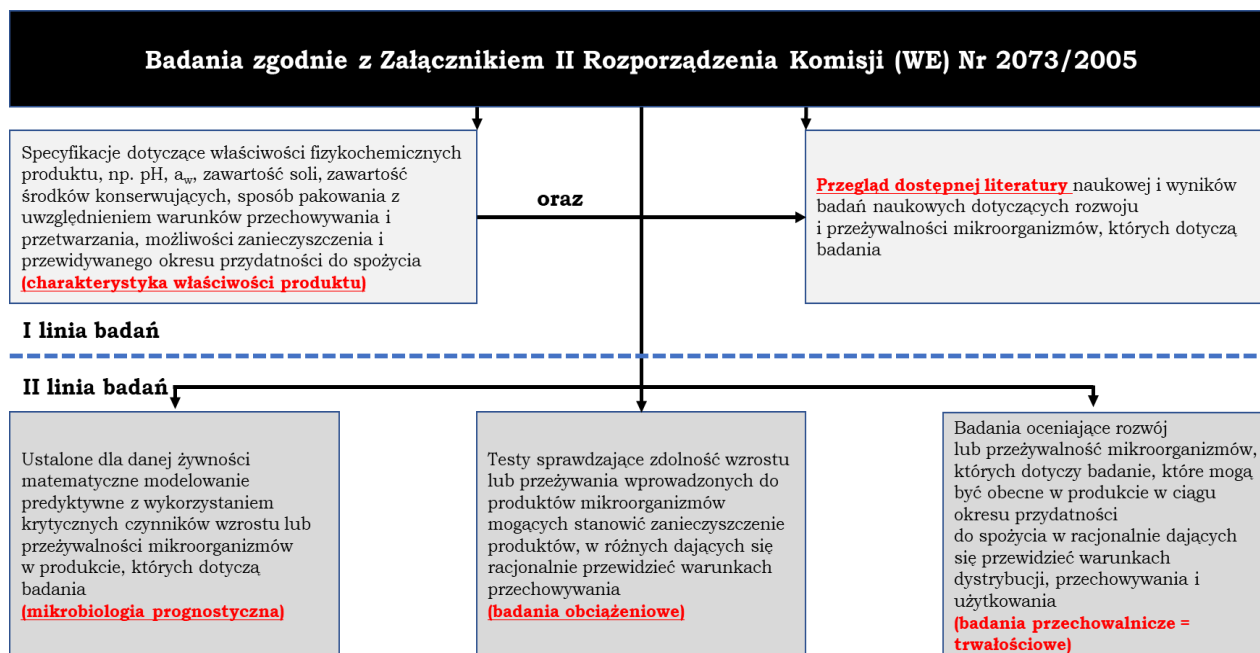 Badania zgodnie z Załącznikiem II Rozporządzenia Komisji (WE) Nr 2073/2005
Specyfikacje dotyczące właściwości fizykochemicznych
produktu, np. pH, aw, zawartość soli, zawartość
środków konserwujących, sposób pakowania z
uwzględnieniem warunków przechowywania i
przetwarzania, możliwości zanieczyszczenia i
przewidywanego okresu przydatności do spożycia
(charakterystyka właściwości produktu)
oraz
Przegląd dostępnej literatury naukowej i wyników
badań naukowych dotyczących rozwoju
i przeżywalności mikroorganizmów, których dotyczą
badania
I linia badań
II linia badań
Ustalone dla danej żywności
matematyczne modelowanie
predyktywne z wykorzystaniem
krytycznych czynników wzrostu lub
przeżywalności mikroorganizmów
w produkcie, których dotyczą
badania
(mikrobiologia prognostyczna)
Testy sprawdzające zdolność wzrostu
lub przeżywania wprowadzonych do
produktów mikroorganizmów
mogących stanowić zanieczyszczenie
produktów, w różnych dających się
racjonalnie przewidzieć warunkach
przechowywania
(badania obciążeniowe)
Badania oceniające rozwój
lub przeżywalność mikroorganizmów,
których dotyczy badanie, które mogą
być obecne w produkcie w ciągu
okresu przydatności
do spożycia w racjonalnie dających
się przewidzieć warunkach
dystrybucji, przechowywania i
użytkowania
(badania przechowalnicze =
trwałościowe)